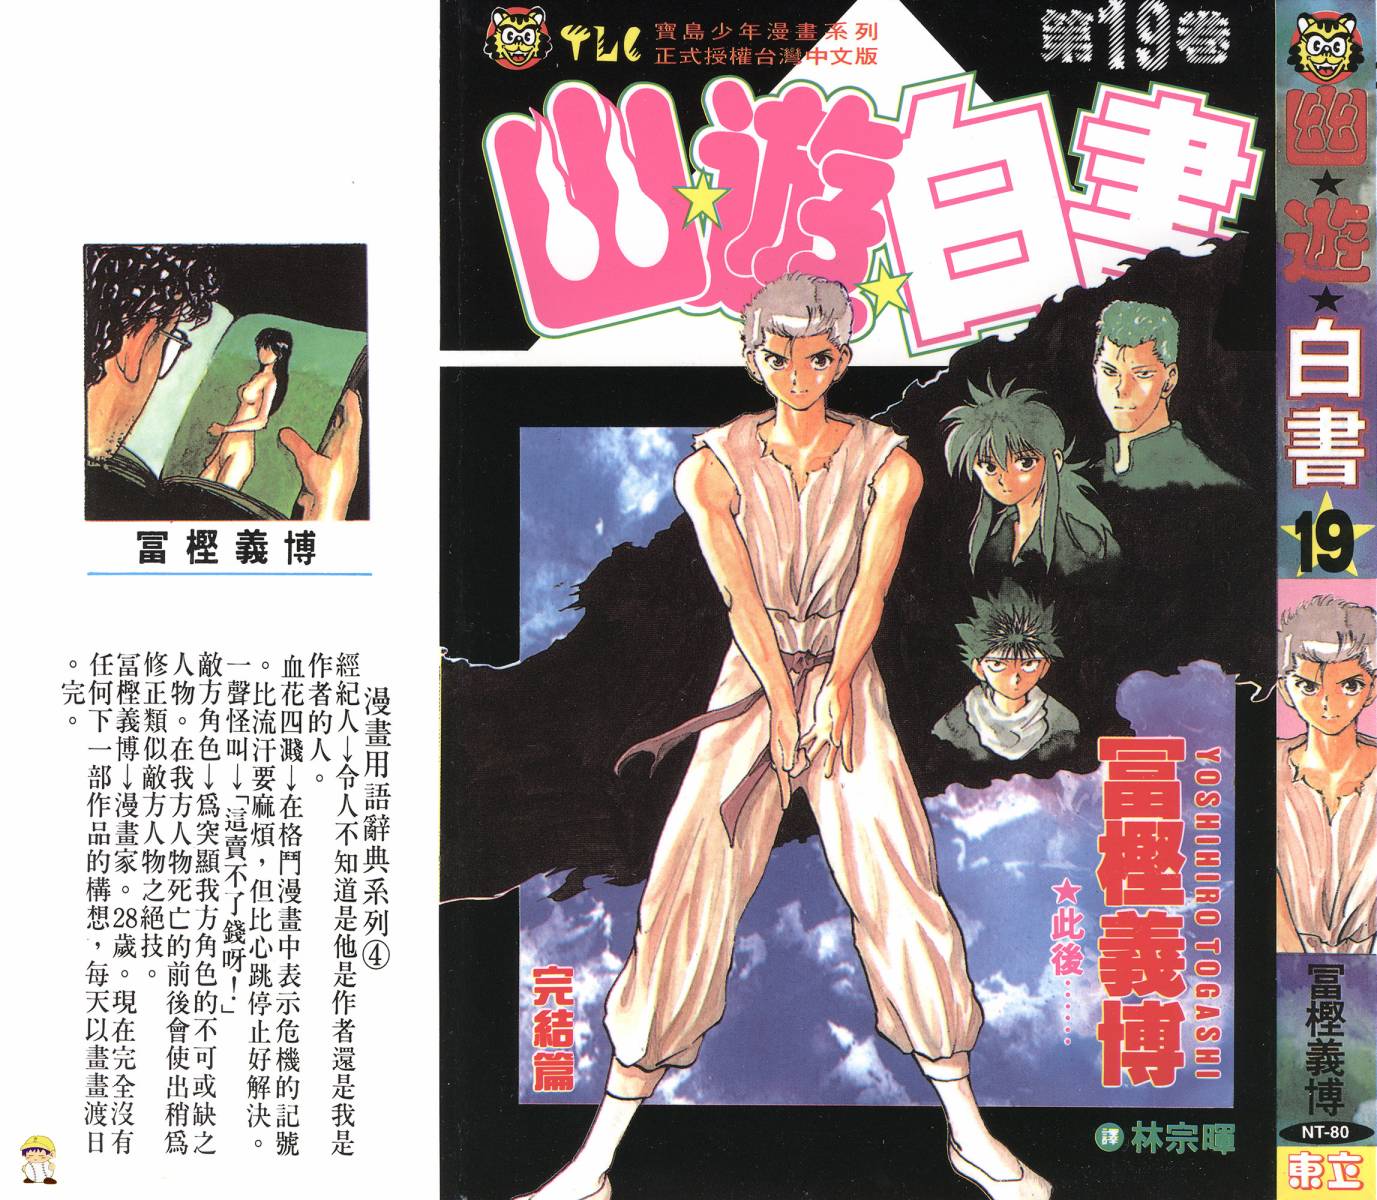 冨樫義博
漫畫用語辭典系列④
經紀人→令人不知道是他是作者還是我是
作者的人。
血花四濺→在格鬥漫畫中表示危機的記號
。比流汗要麻煩，但比心跳停止好解決。
一聲怪叫→「這賣不了錢呀！」
敵方角色→爲突顯我方角色的不可或缺之
人物。在我方人物死亡的前後會使出稍爲
修正類似敵方人物之絕技。
冨樫義博→漫畫家。28歲。現在完全沒有
任何下一部作品的構想，每天以畫畫渡日
。完。
TLC
寶島少年漫畫系列
正式授權台灣中文版
第19卷
幽★遊★白書
YOSHIHIRO TOGASHI
冨樫義博
★此後……
完結篇
譯 林宗暉
幽★遊★白書
19
冨樫義博
NT-80
東立